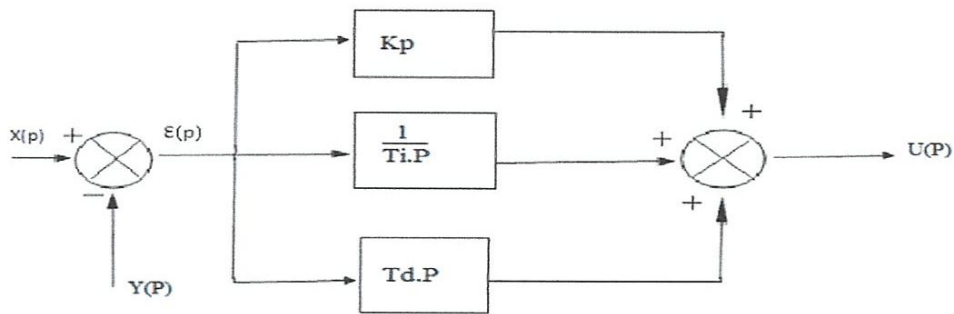 Kp
X(p)
+
ε(p)
1
Ti.P
+
+
U(P)
−
+
Td.P
Y(P)